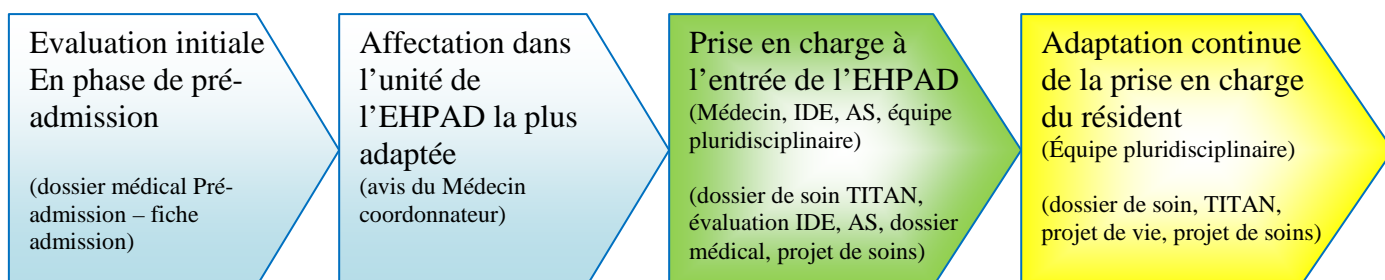 Evaluation initiale
En phase de pré-
admission
(dossier médical Pré-
admission – fiche
admission)
Affectation dans
l’unité de
l’EHPAD la plus
adaptée
(avis du Médecin
coordonnateur)
Prise en charge à
l’entrée de l’EHPAD
(Médecin, IDE, AS, équipe
pluridisciplinaire)
(dossier de soin TITAN,
évaluation IDE, AS, dossier
médical, projet de soins)
Adaptation continue
de la prise en charge
du résident
(Équipe pluridisciplinaire)
(dossier de soin, TITAN,
projet de vie, projet de soins)